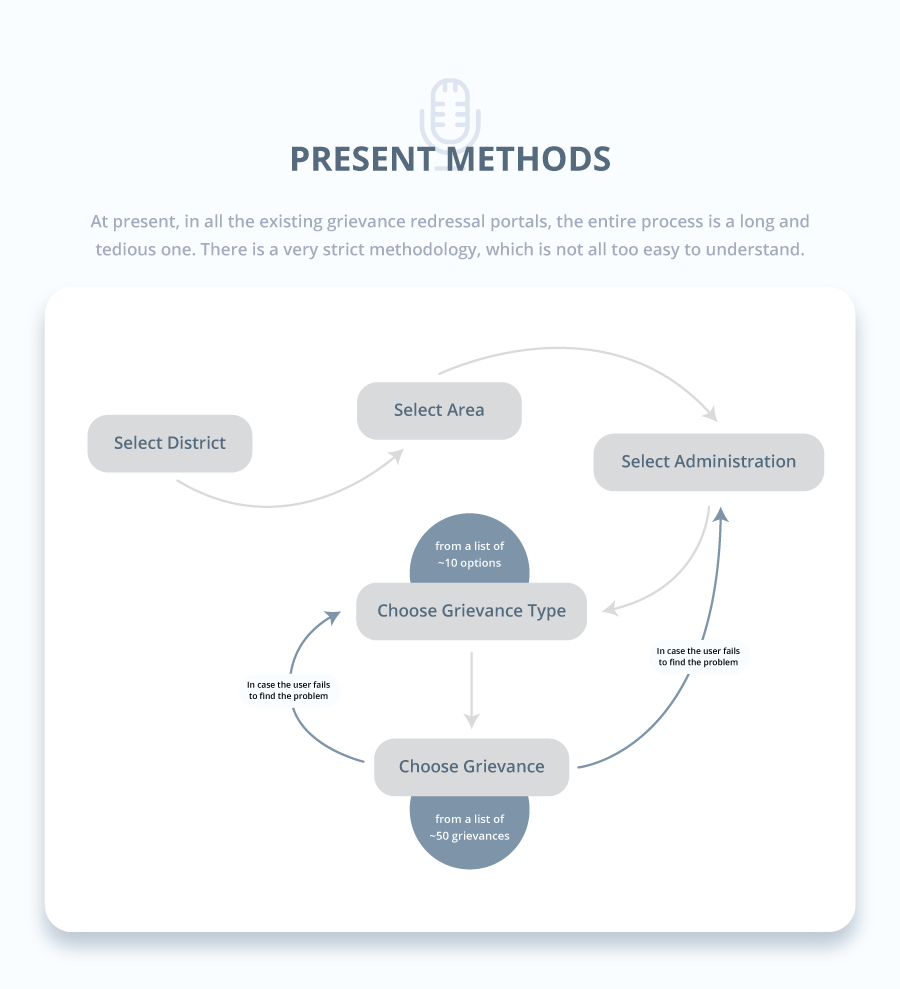 PRESENT METHODS
At present, in all the existing grievance redressal portals, the entire process is a long and
tedious one. There is a very strict methodology, which is not all too easy to understand.
Select Area
Select District
Select Administration
from a list of
~10 options
Choose Grievance Type
In case the user fails
to find the problem
In case the user fails
to find the problem
Choose Grievance
from a list of
~50 grievances